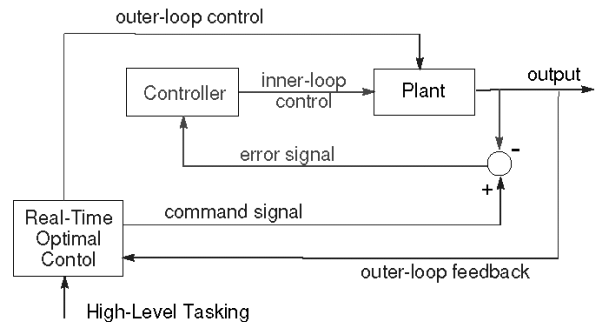 outer-loop control
output
inner-loop
Controller
control
Plant
-
error signal
+
Real-Time
Optimal
Contol
command signal
outer-loop feedback
High-Level Tasking